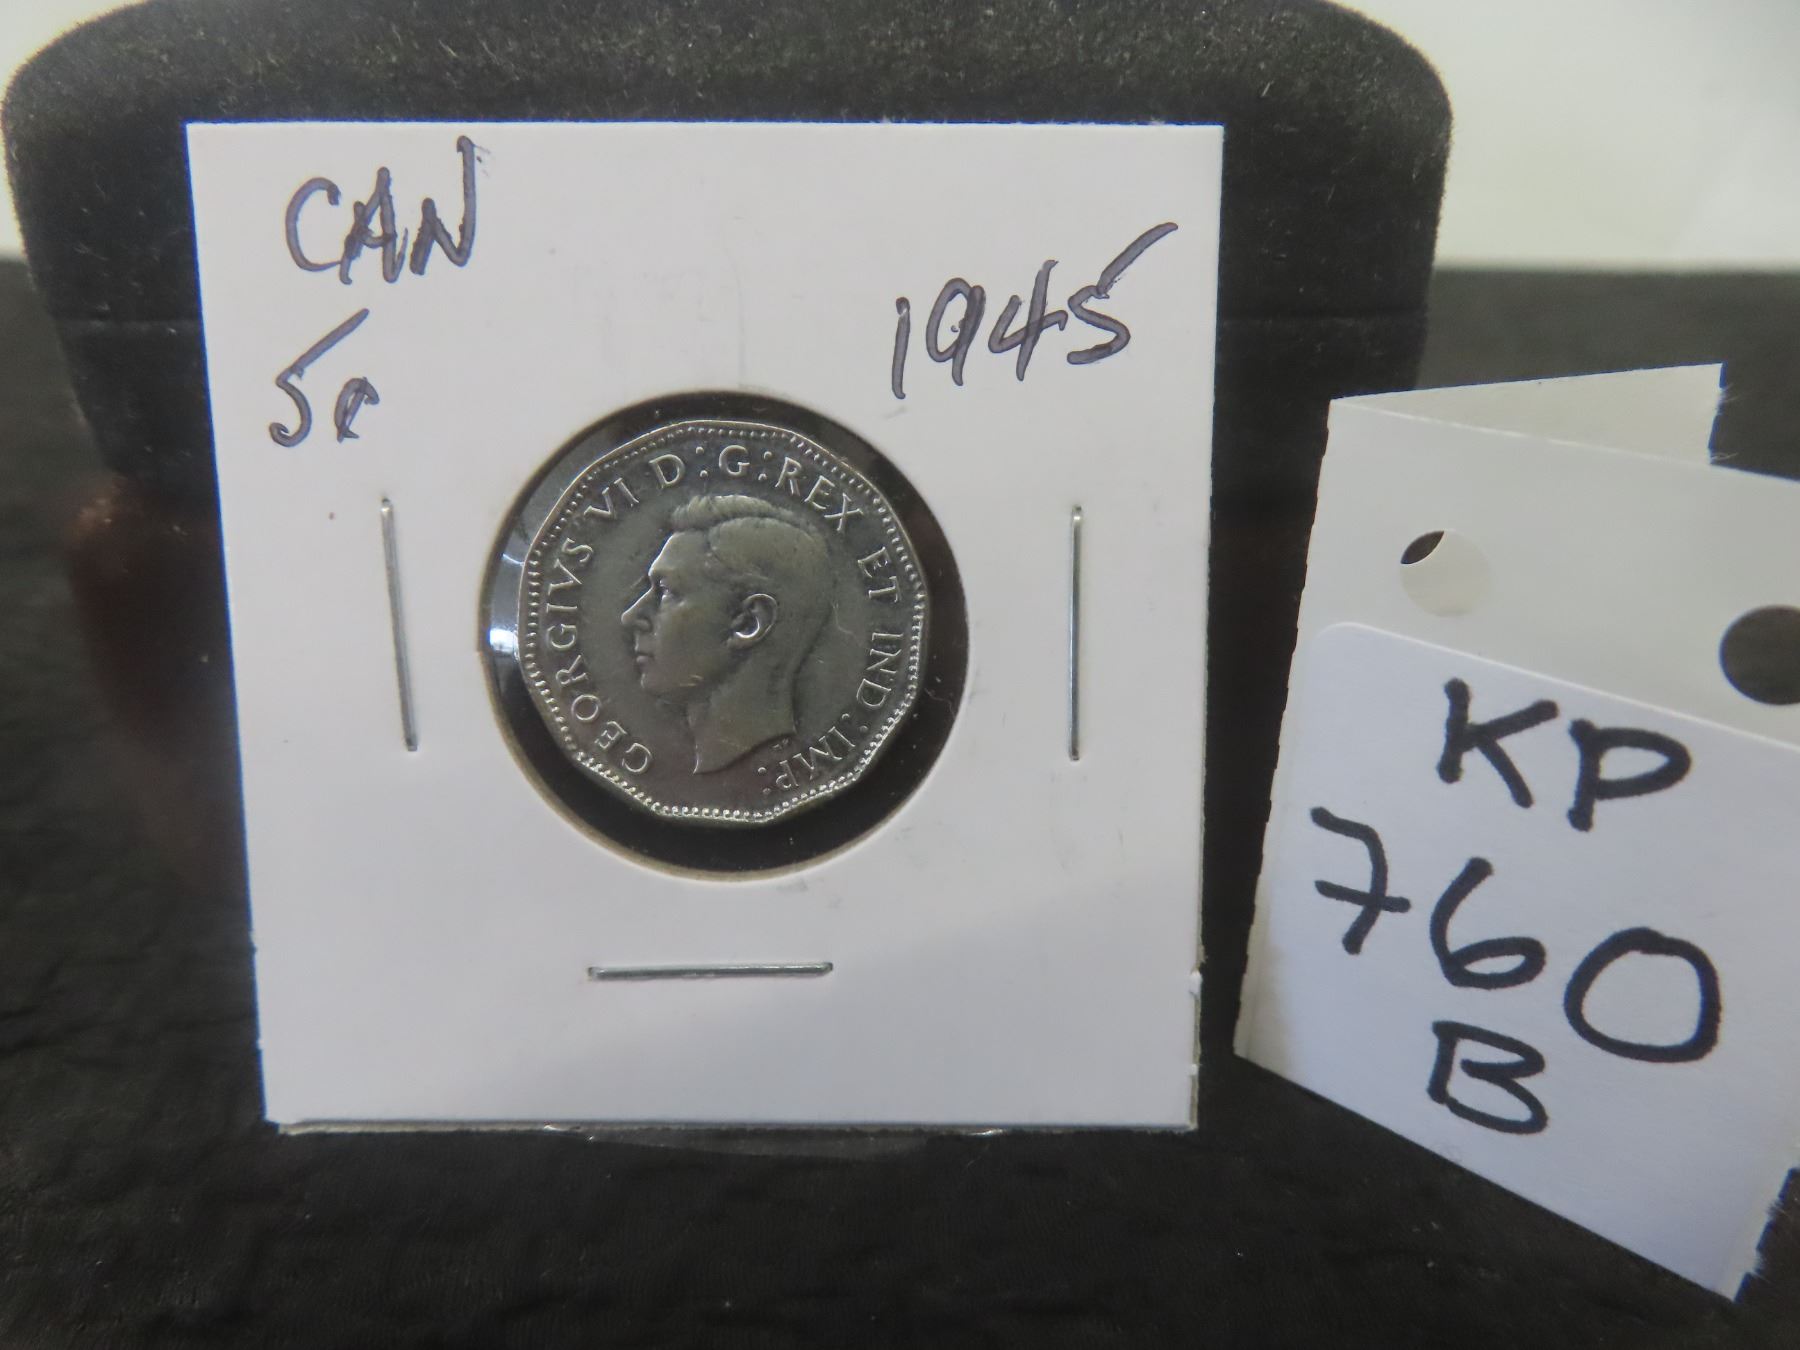 CAN
5¢
1945
GEORGIVS VI D:G:REX ET IND:IMP:
KP
760
B